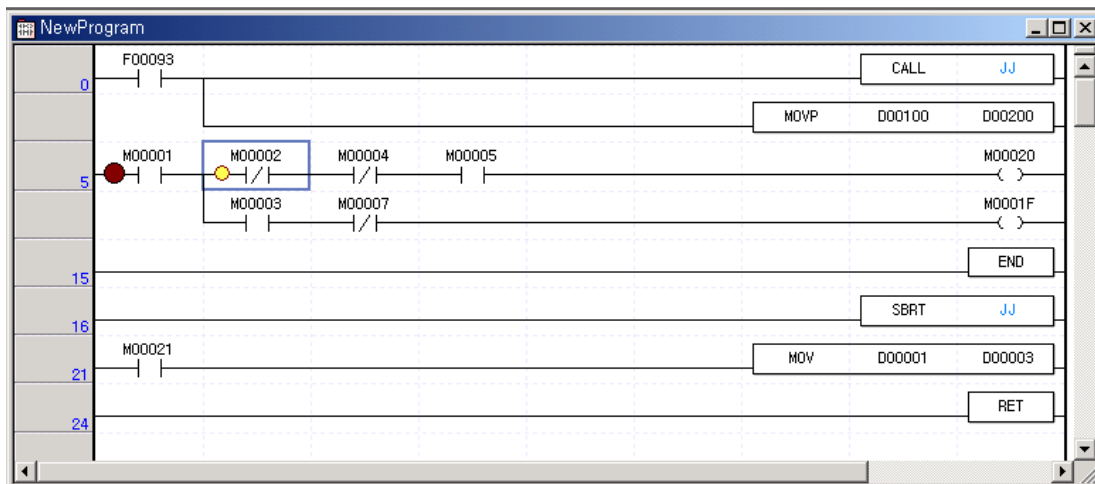 NewProgram
F00093
0 CALL JJ
MOVP D00100 D00200
M00001 M00002 M00004 M00005 M00020
5
M00003 M00007 M0001F
END
15
SBRT JJ
16
M00021
MOV D00001 D00003
21
RET
24